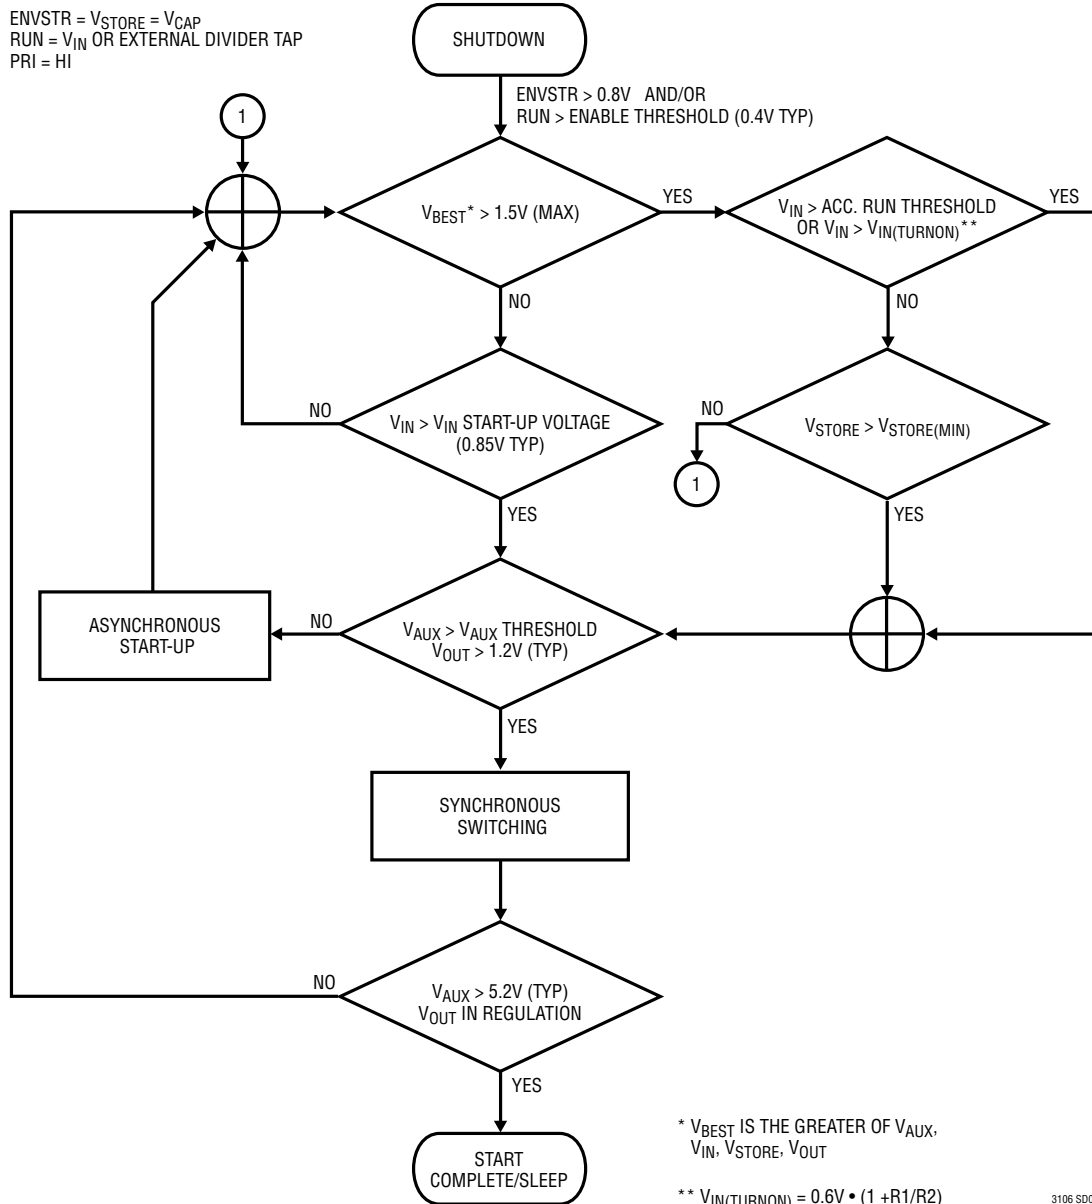 ENVSTR = VSTORE = VCAP
RUN = VIN OR EXTERNAL DIVIDER TAP
PRI = HI
SHUTDOWN
ENVSTR > 0.8V AND/OR
RUN > ENABLE THRESHOLD (0.4V TYP)
1
VBEST* > 1.5V (MAX)
YES
VIN > ACC. RUN THRESHOLD
OR VIN > VIN(TURNON)**
YES
NO
NO
NO
VIN > VIN START-UP VOLTAGE
(0.85V TYP)
NO
VSTORE > VSTORE(MIN)
1
YES
YES
ASYNCHRONOUS
START-UP
NO
VAUX > VAUX THRESHOLD
VOUT > 1.2V (TYP)
YES
SYNCHRONOUS
SWITCHING
NO
VAUX > 5.2V (TYP)
VOUT IN REGULATION
YES
START
COMPLETE/SLEEP
* VBEST IS THE GREATER OF VAUX,
VIN, VSTORE, VOUT
** VIN(TURNON) = 0.6V • (1 +R1/R2)